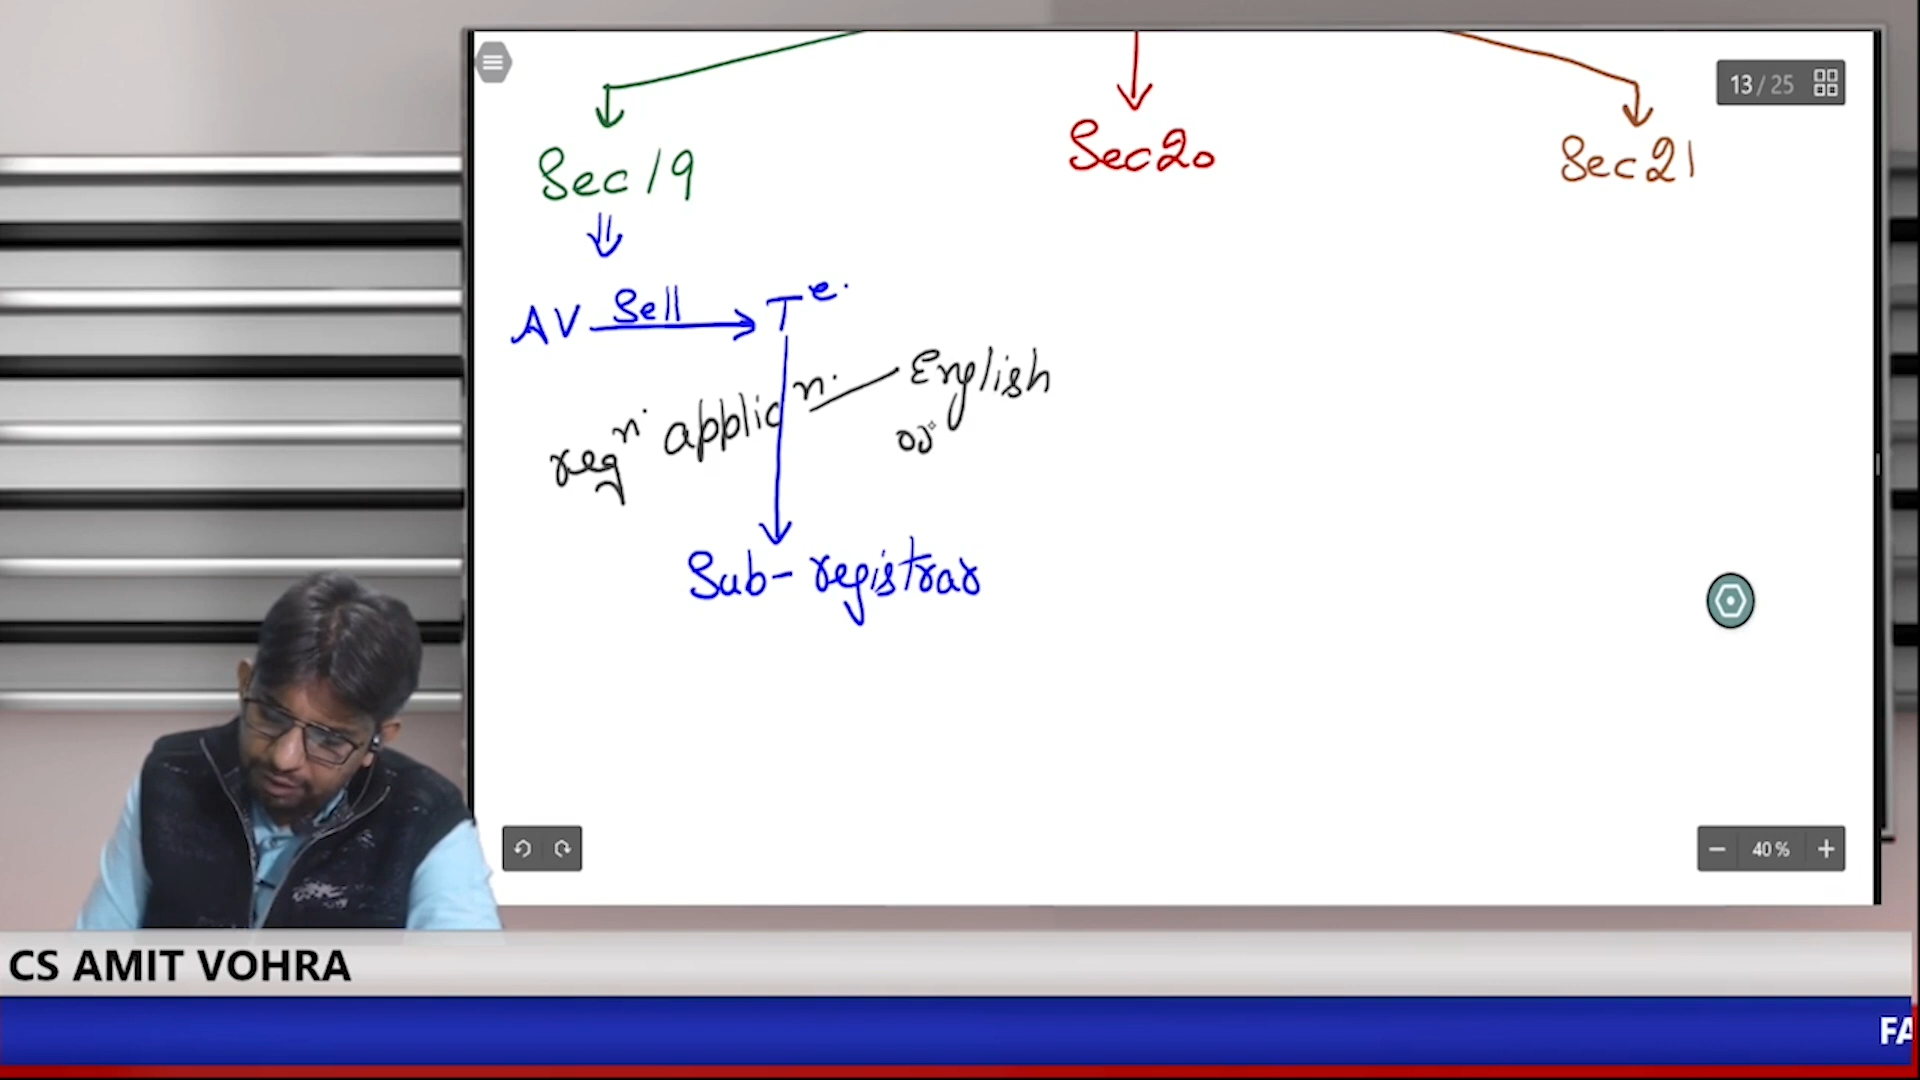 13 / 25
Sec 19
Sec 20
Sec 21
AV Sell Te.
regn. applicn. English
or
Sub-registrar
40 %
CS AMIT VOHRA
FA